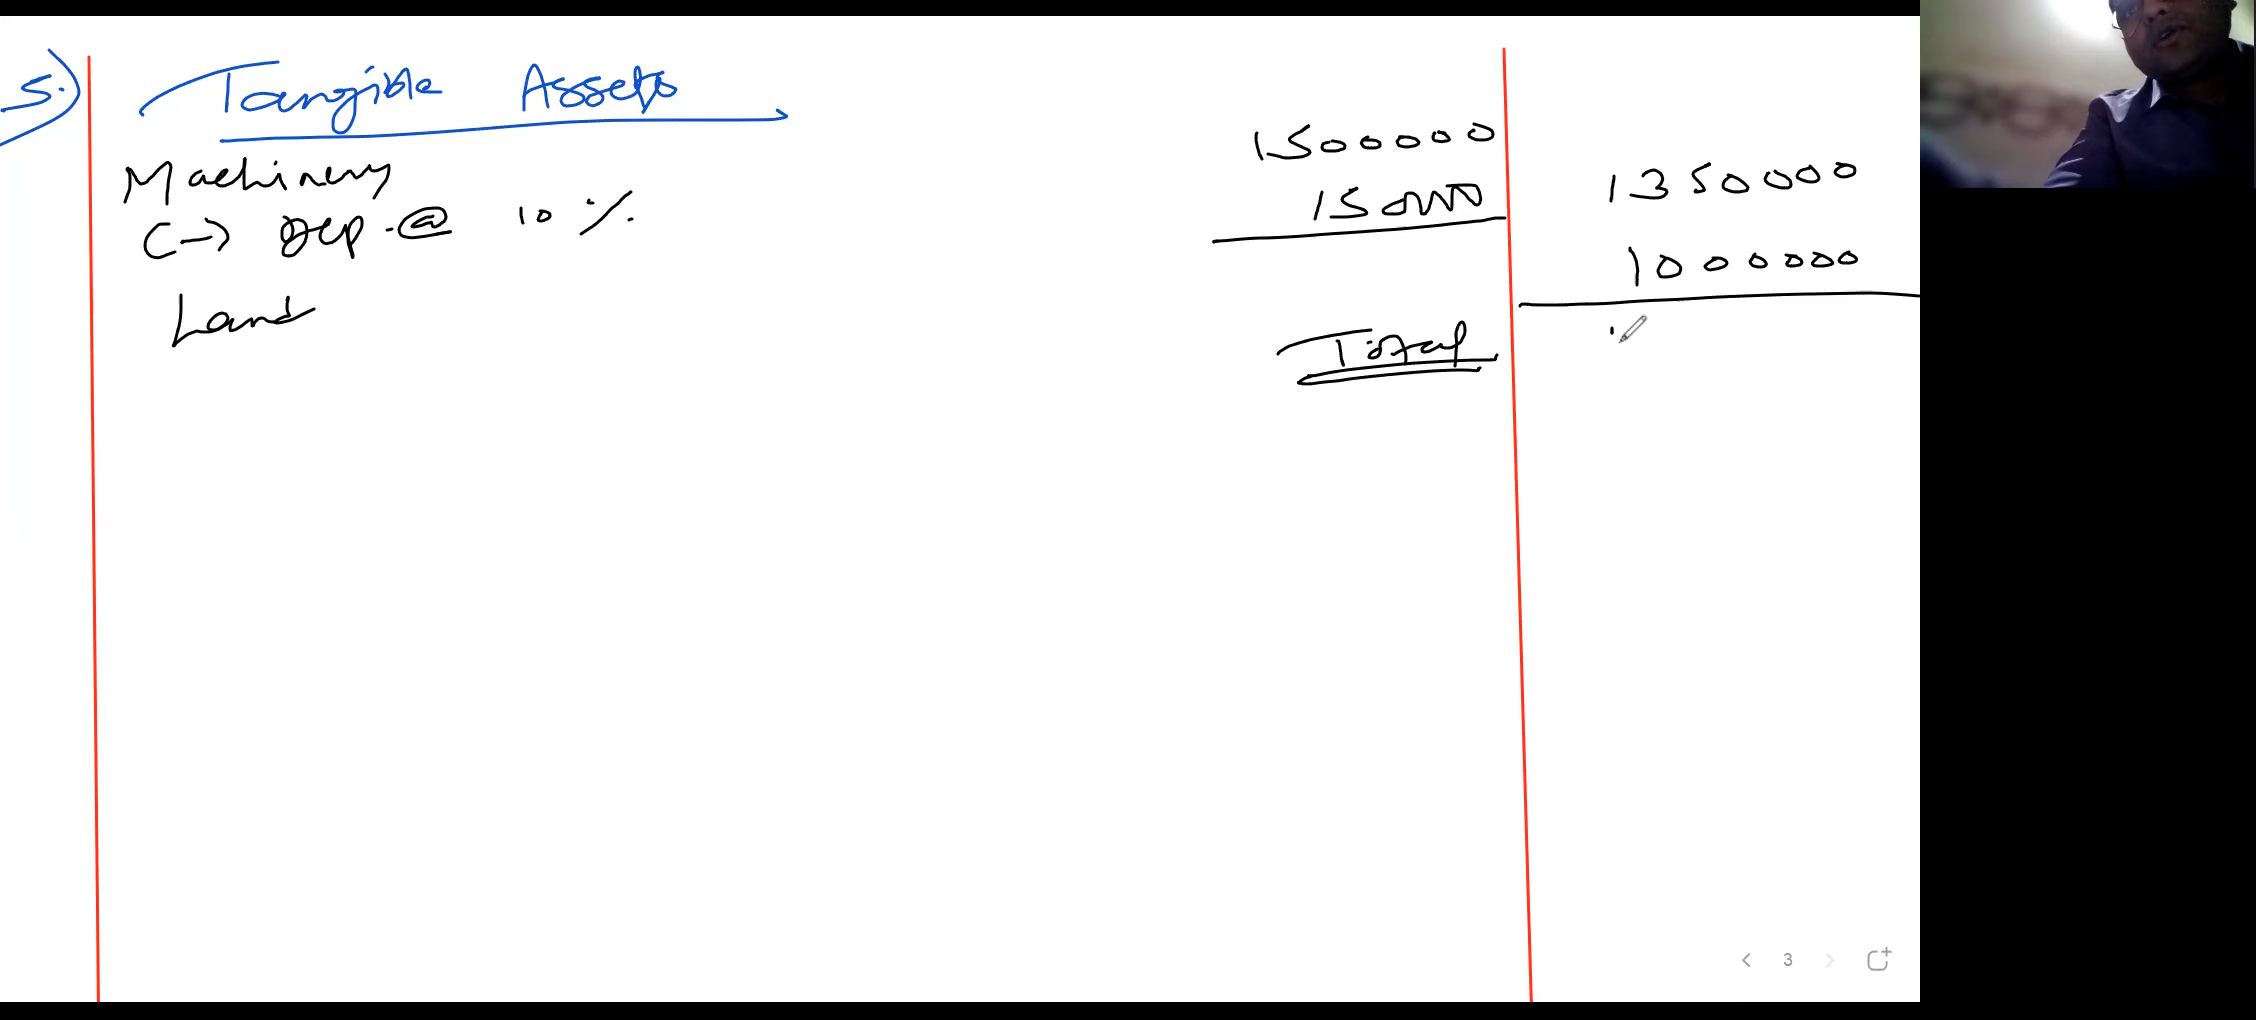 5.) Tangible Assets
Machinery 1500000 1350000
(-) Dep. @ 10 % 150000
Land 1000000
Total
3